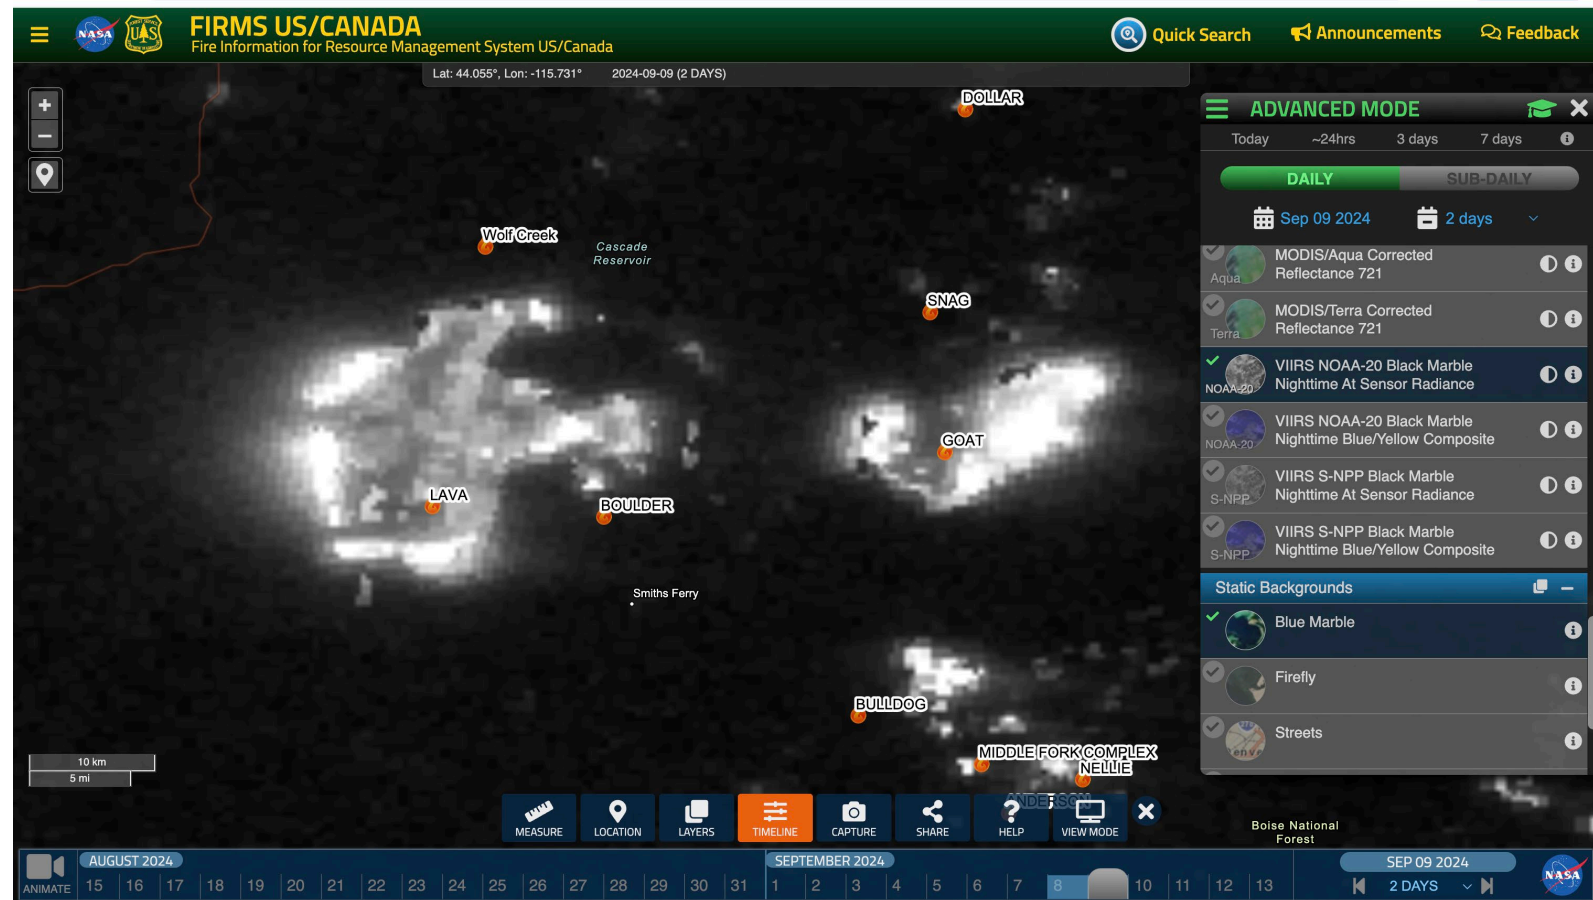 NASA
FIRMS US/CANADA
Fire Information for Resource Management System US/Canada
Quick Search
Announcements
Feedback
Lat: 44.055°, Lon: -115.731°
2024-09-09 (2 DAYS)
+
−
DOLLAR
Wolf Creek
Cascade
Reservoir
SNAG
GOAT
LAVA
BOULDER
Smiths Ferry
BULLDOG
MIDDLE FORK COMPLEX
NELLIE
ANDERSON
Boise National
Forest
10 km
5 mi
ADVANCED MODE
Today
~24hrs
3 days
7 days
DAILY
SUB-DAILY
Sep 09 2024
2 days
Aqua
MODIS/Aqua Corrected
Reflectance 721
Terra
MODIS/Terra Corrected
Reflectance 721
NOAA-20
VIIRS NOAA-20 Black Marble
Nighttime At Sensor Radiance
NOAA-20
VIIRS NOAA-20 Black Marble
Nighttime Blue/Yellow Composite
S-NPP
VIIRS S-NPP Black Marble
Nighttime At Sensor Radiance
S-NPP
VIIRS S-NPP Black Marble
Nighttime Blue/Yellow Composite
Static Backgrounds
Blue Marble
Firefly
Streets
MEASURE
LOCATION
LAYERS
TIMELINE
CAPTURE
SHARE
HELP
VIEW MODE
ANIMATE
AUGUST 2024
15 16 17 18 19 20 21 22 23 24 25 26 27 28 29 30 31
SEPTEMBER 2024
1 2 3 4 5 6 7 8 10 11 12 13
SEP 09 2024
2 DAYS
NASA